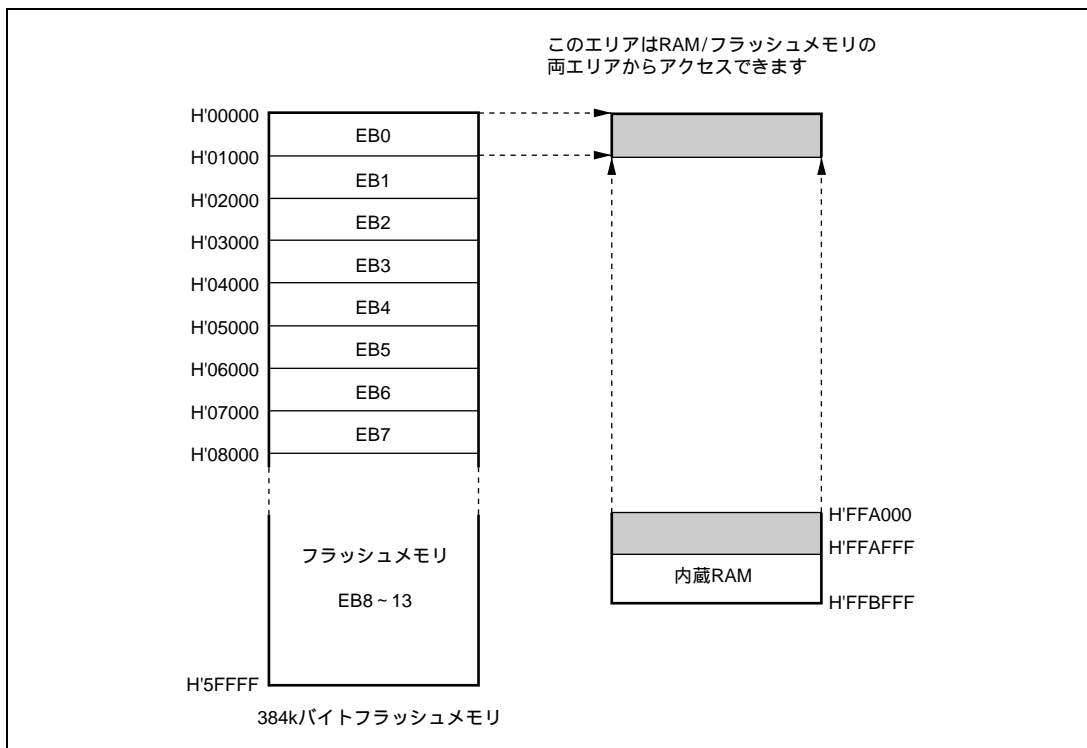 このエリアはRAM/フラッシュメモリの
両エリアからアクセスできます
H'00000
EB0
H'01000
EB1
H'02000
EB2
H'03000
EB3
H'04000
EB4
H'05000
EB5
H'06000
EB6
H'07000
EB7
H'08000
H'FFA000
H'FFAFFF
フラッシュメモリ
内蔵RAM
EB8~13
H'FFBFFF
H'5FFFF
384kバイトフラッシュメモリ